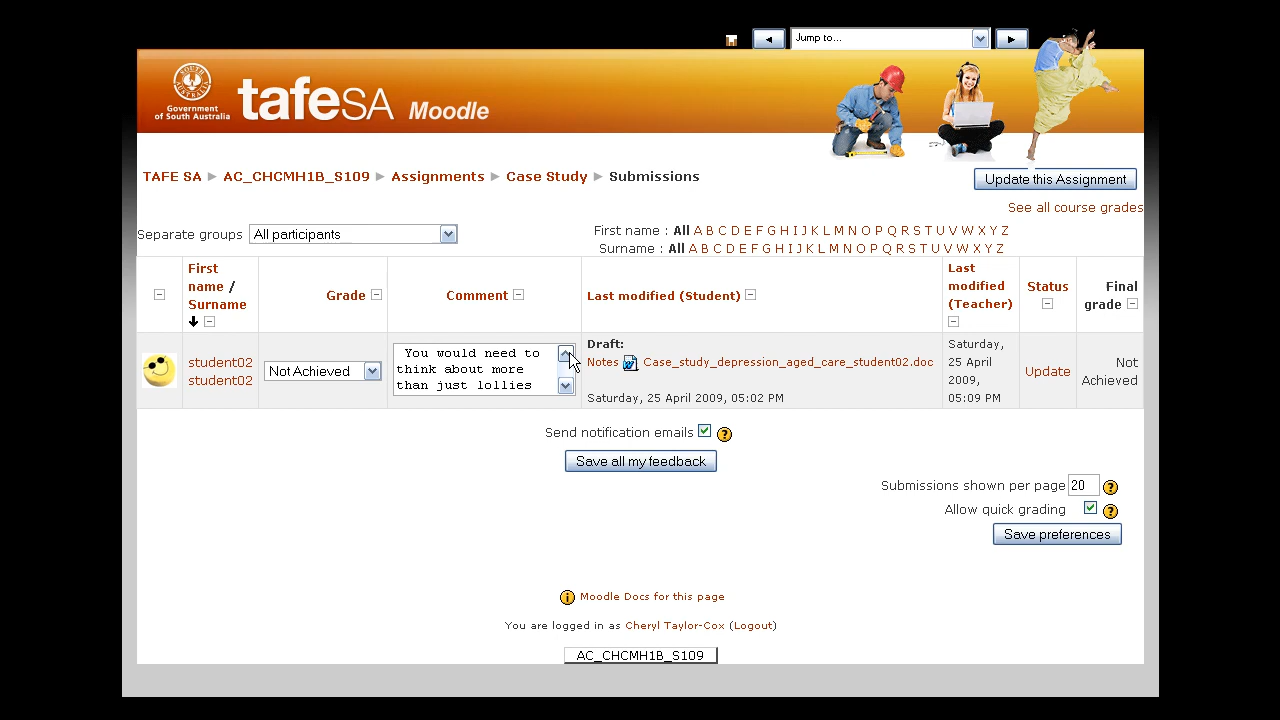 Jump to...
Government of South Australia
tafeSA Moodle
TAFE SA ► AC_CHCMH1B_S109 ► Assignments ► Case Study ► Submissions
Update this Assignment
See all course grades
Separate groups All participants
First name : All A B C D E F G H I J K L M N O P Q R S T U V W X Y Z
Surname : All A B C D E F G H I J K L M N O P Q R S T U V W X Y Z
First name / Surname
Grade
Comment
Last modified (Student)
Last modified (Teacher)
Status
Final grade
student02 student02
Not Achieved
You would need to
think about more
than just lollies
Draft:
Notes Case_study_depression_aged_care_student02.doc
Saturday, 25 April 2009, 05:02 PM
Saturday,
25 April
2009,
05:09 PM
Update
Not Achieved
Send notification emails
Save all my feedback
Submissions shown per page 20
Allow quick grading
Save preferences
Moodle Docs for this page
You are logged in as Cheryl Taylor-Cox (Logout)
AC_CHCMH1B_S109